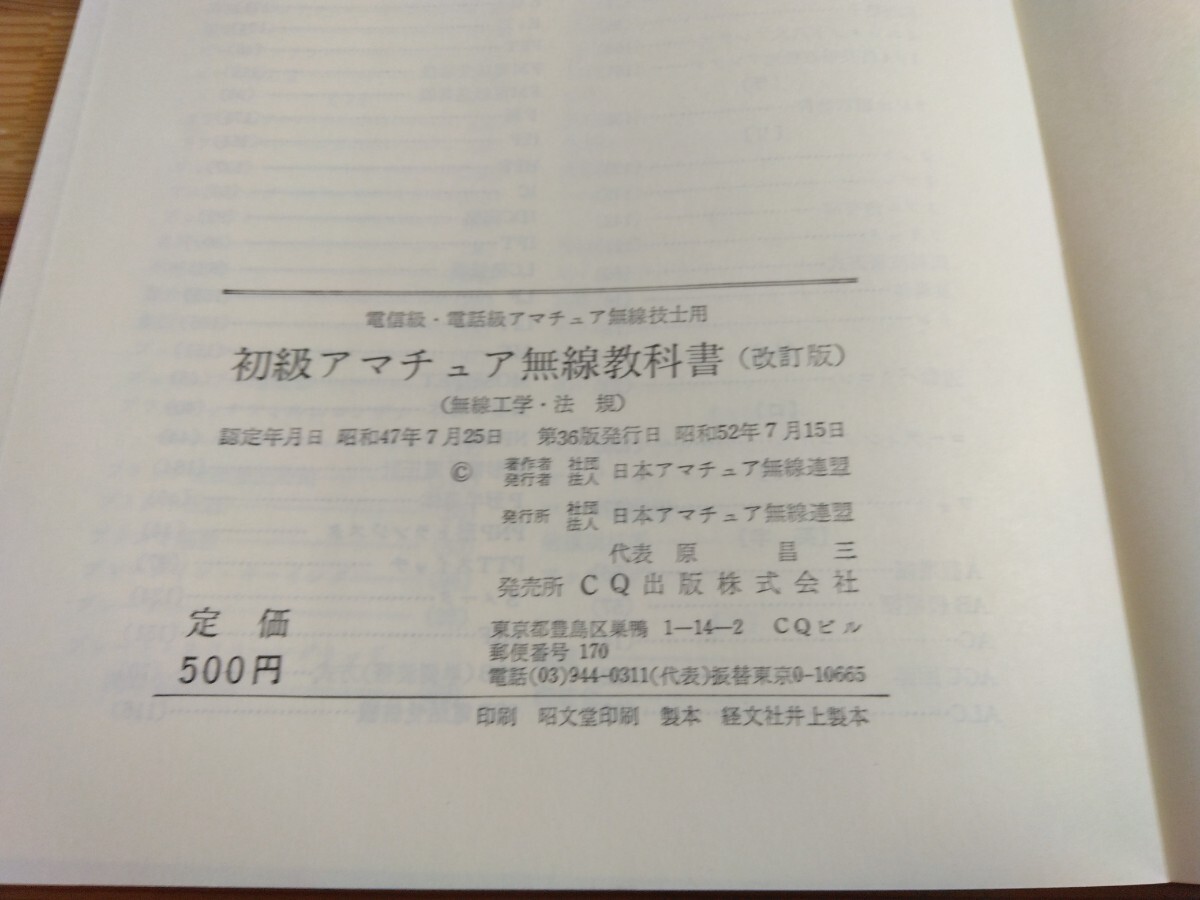 電信級・電話級アマチュア無線技士用
初級アマチュア無線教科書(改訂版)
(無線工学・法 規)
認定年月日 昭和47年7月25日 第36版発行日 昭和52年7月15日
© 著作者 発行者 社団法人 日本アマチュア無線連盟
発行所 社団法人 日本アマチュア無線連盟
代表 原 昌 三
発売所 CQ出版株式会社
定 価
500円
東京都豊島区巣鴨 1―14―2 CQビル
郵便番号 170
電話(03)944-0311(代表)振替東京0-10665
印刷 昭文堂印刷 製本 経文社井上製本